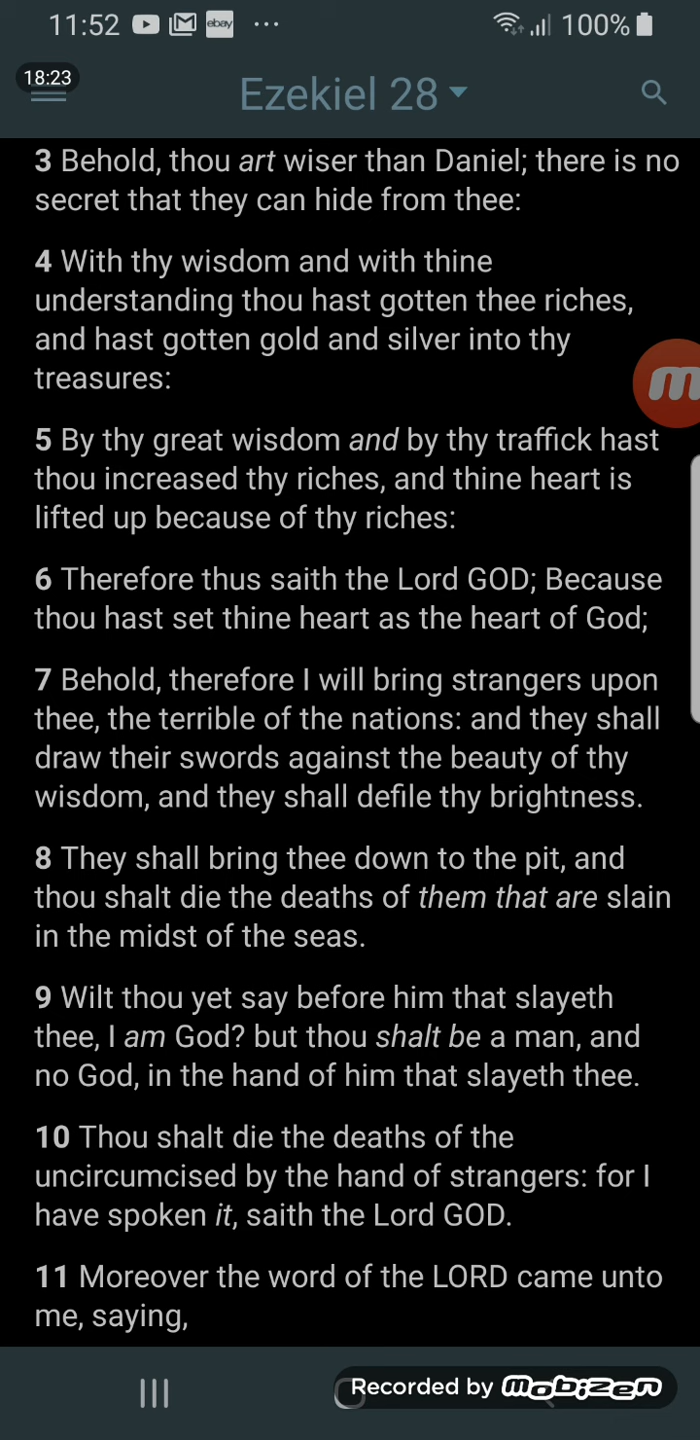 11:52 ebay ... 100%
18:23
Ezekiel 28
3 Behold, thou art wiser than Daniel; there is no
secret that they can hide from thee:
4 With thy wisdom and with thine
understanding thou hast gotten thee riches,
and hast gotten gold and silver into thy
treasures:
m
5 By thy great wisdom and by thy traffick hast
thou increased thy riches, and thine heart is
lifted up because of thy riches:
6 Therefore thus saith the Lord GOD; Because
thou hast set thine heart as the heart of God;
7 Behold, therefore I will bring strangers upon
thee, the terrible of the nations: and they shall
draw their swords against the beauty of thy
wisdom, and they shall defile thy brightness.
8 They shall bring thee down to the pit, and
thou shalt die the deaths of them that are slain
in the midst of the seas.
9 Wilt thou yet say before him that slayeth
thee, I am God? but thou shalt be a man, and
no God, in the hand of him that slayeth thee.
10 Thou shalt die the deaths of the
uncircumcised by the hand of strangers: for I
have spoken it, saith the Lord GOD.
11 Moreover the word of the LORD came unto
me, saying,
Recorded by mobizen